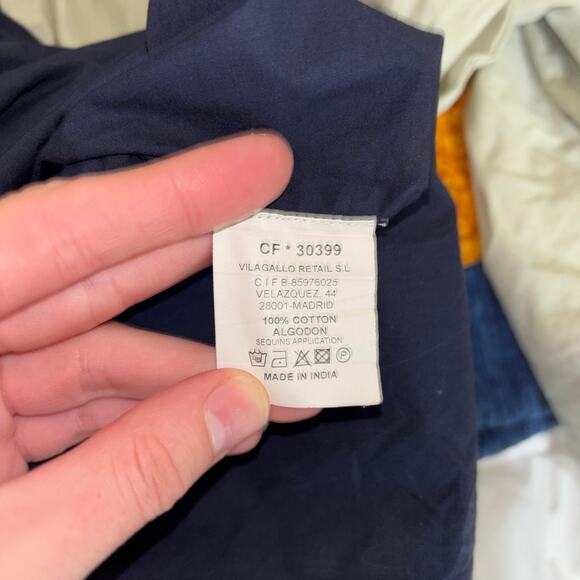 CF * 30399
VILAGALLO RETAIL S.L
C I F B-85976025
VELAZQUEZ, 44
28001-MADRID
100% COTTON
ALGODON
SEQUINS APPLICATION
MADE IN INDIA